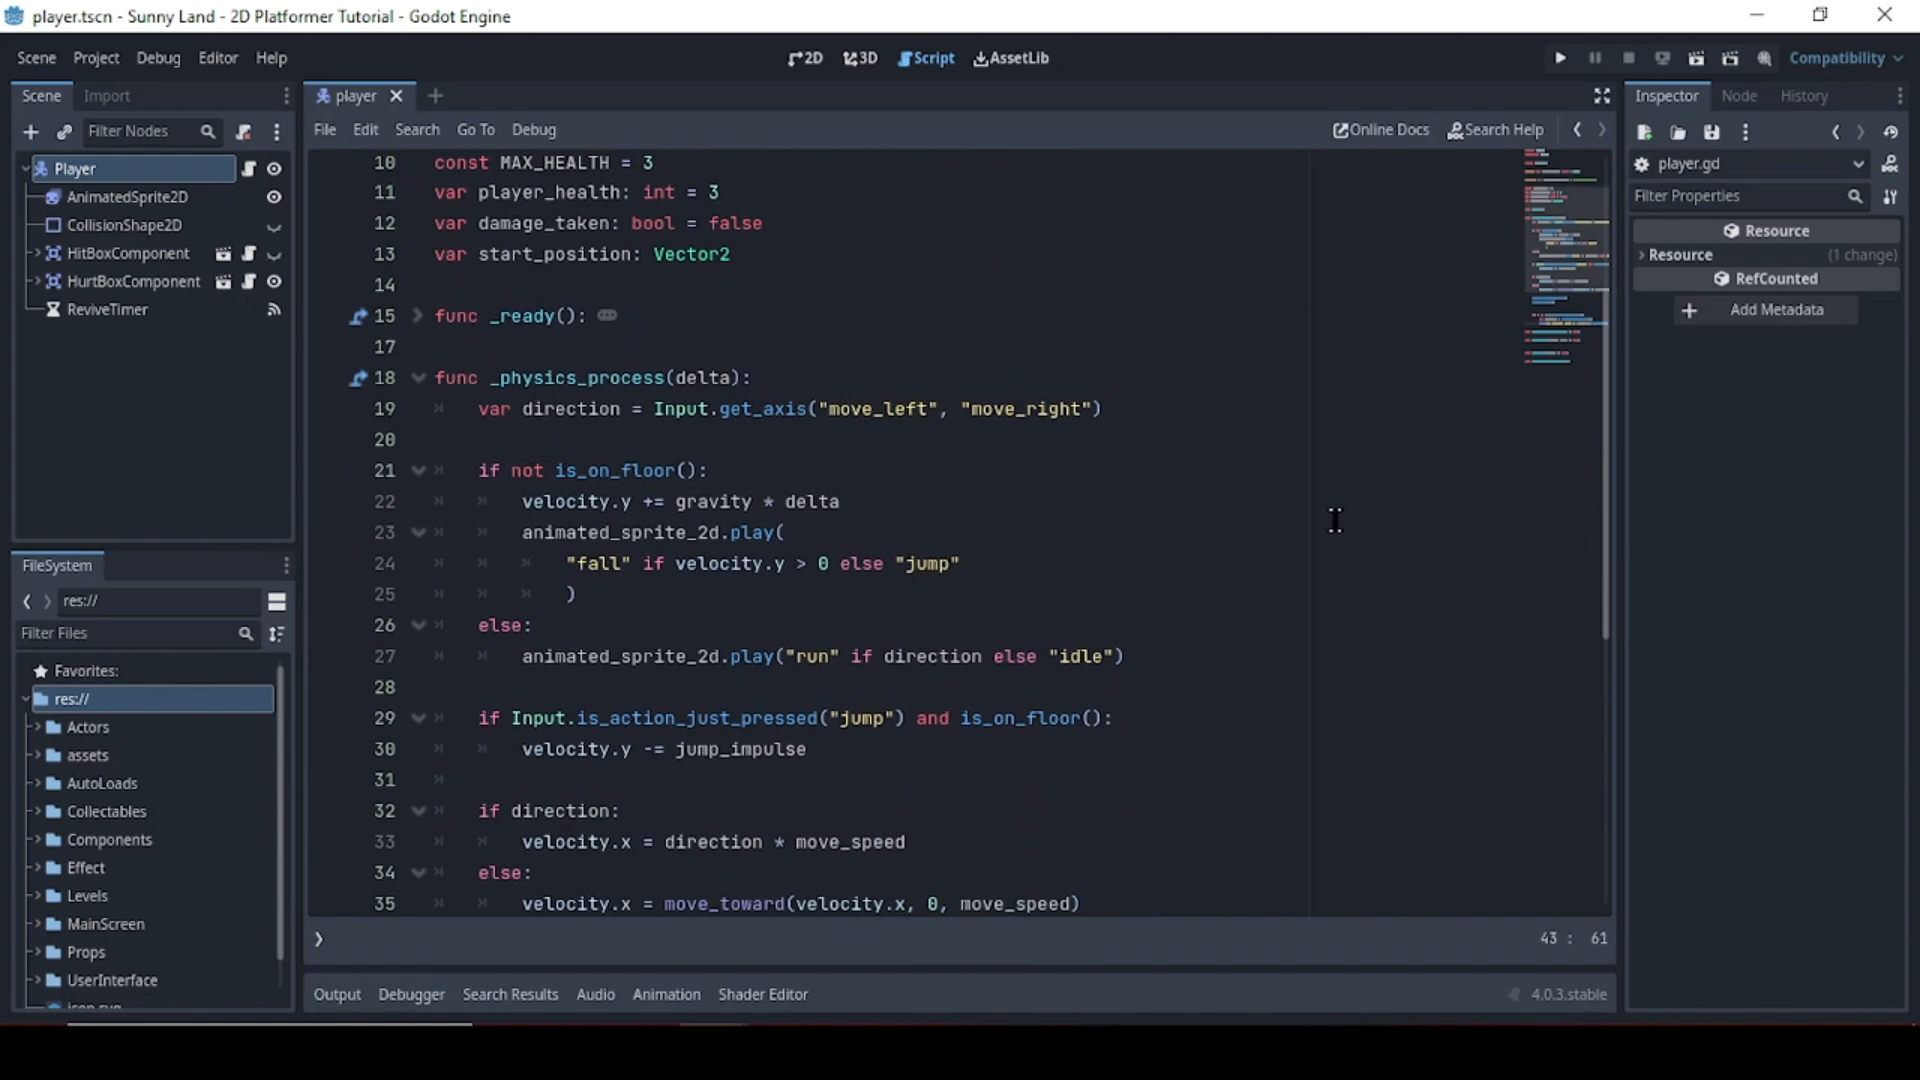 player.tscn - Sunny Land - 2D Platformer Tutorial - Godot Engine
Scene Project Debug Editor Help
2D 3D Script AssetLib
Compatibility
Scene Import
Filter Nodes
Player
AnimatedSprite2D
CollisionShape2D
HitBoxComponent
HurtBoxComponent
ReviveTimer
FileSystem
res://
Filter Files
Favorites:
res://
Actors
assets
AutoLoads
Collectables
Components
Effect
Levels
MainScreen
Props
UserInterface
icon.svg
player
File Edit Search Go To Debug
Online Docs Search Help
10 const MAX_HEALTH = 3
11 var player_health: int = 3
12 var damage_taken: bool = false
13 var start_position: Vector2
14
15 func _ready():
17
18 func _physics_process(delta):
19 var direction = Input.get_axis("move_left", "move_right")
20
21 if not is_on_floor():
22 velocity.y += gravity * delta
23 animated_sprite_2d.play(
24 "fall" if velocity.y > 0 else "jump"
25 )
26 else:
27 animated_sprite_2d.play("run" if direction else "idle")
28
29 if Input.is_action_just_pressed("jump") and is_on_floor():
30 velocity.y -= jump_impulse
31
32 if direction:
33 velocity.x = direction * move_speed
34 else:
35 velocity.x = move_toward(velocity.x, 0, move_speed)
43 : 61
Output Debugger Search Results Audio Animation Shader Editor
4.0.3.stable
Inspector Node History
player.gd
Filter Properties
Resource
Resource (1 change)
RefCounted
Add Metadata